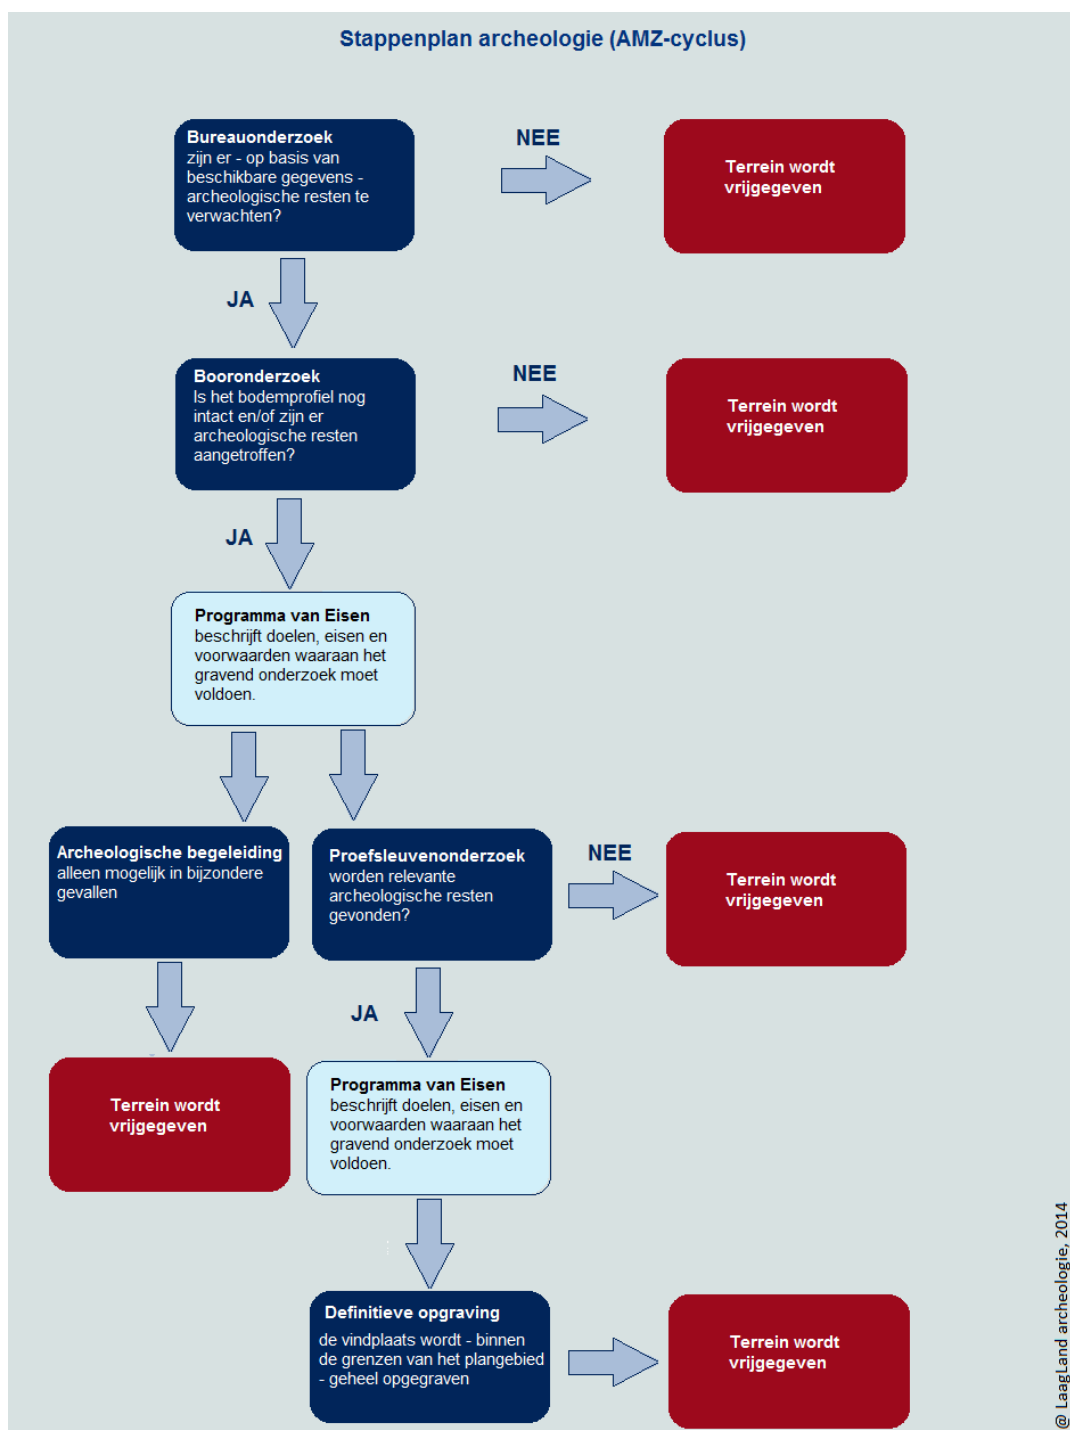 Stappenplan archeologie (AMZ-cyclus)
Bureauonderzoek
zijn er - op basis van
beschikbare gegevens -
archeologische resten te
verwachten?
NEE
Terrein wordt
vrijgegeven
JA
Booronderzoek
Is het bodemprofiel nog
intact en/of zijn er
archeologische resten
aangetroffen?
NEE
Terrein wordt
vrijgegeven
JA
Programma van Eisen
beschrijft doelen, eisen en
voorwaarden waaraan het
gravend onderzoek moet
voldoen.
Archeologische begeleiding
alleen mogelijk in bijzondere
gevallen
Proefsleuvenonderzoek
worden relevante
archeologische resten
gevonden?
NEE
Terrein wordt
vrijgegeven
JA
Terrein wordt
vrijgegeven
Programma van Eisen
beschrijft doelen, eisen en
voorwaarden waaraan het
gravend onderzoek moet
voldoen.
Definitieve opgraving
de vindplaats wordt - binnen
de grenzen van het plangebied
- geheel opgegraven
Terrein wordt
vrijgegeven
@ LaagLand archeologie, 2014